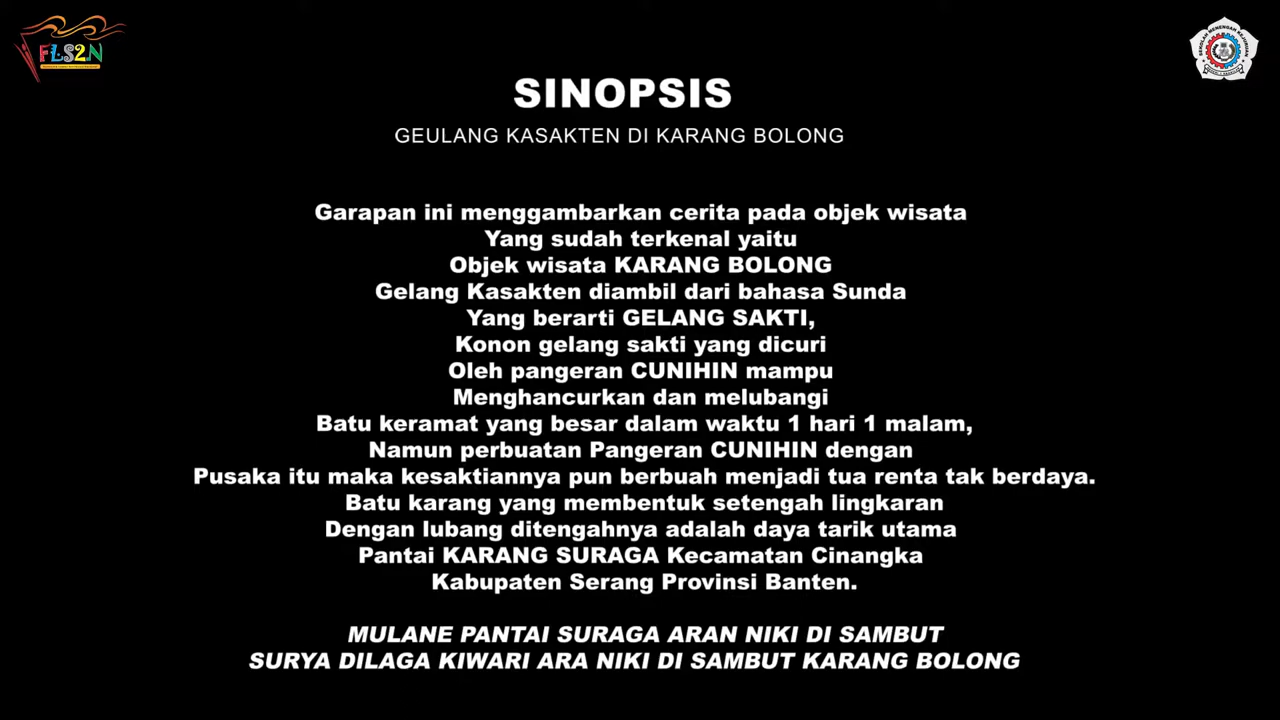 FLS2N
SINOPSIS
GEULANG KASAKTEN DI KARANG BOLONG
Garapan ini menggambarkan cerita pada objek wisata
Yang sudah terkenal yaitu
Objek wisata KARANG BOLONG
Gelang Kasakten diambil dari bahasa Sunda
Yang berarti GELANG SAKTI,
Konon gelang sakti yang dicuri
Oleh pangeran CUNIHIN mampu
Menghancurkan dan melubangi
Batu keramat yang besar dalam waktu 1 hari 1 malam,
Namun perbuatan Pangeran CUNIHIN dengan
Pusaka itu maka kesaktiannya pun berbuah menjadi tua renta tak berdaya.
Batu karang yang membentuk setengah lingkaran
Dengan lubang ditengahnya adalah daya tarik utama
Pantai KARANG SURAGA Kecamatan Cinangka
Kabupaten Serang Provinsi Banten.
MULANE PANTAI SURAGA ARAN NIKI DI SAMBUT
SURYA DILAGA KIWARI ARA NIKI DI SAMBUT KARANG BOLONG